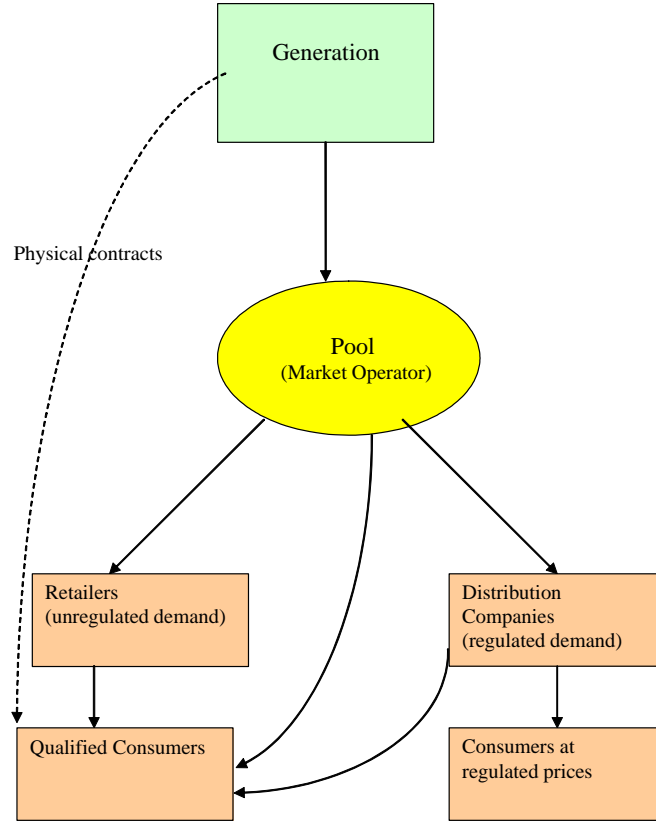 Generation
Physical contracts
Pool
(Market Operator)
Retailers
(unregulated demand)
Distribution
Companies
(regulated demand)
Qualified Consumers
Consumers at
regulated prices